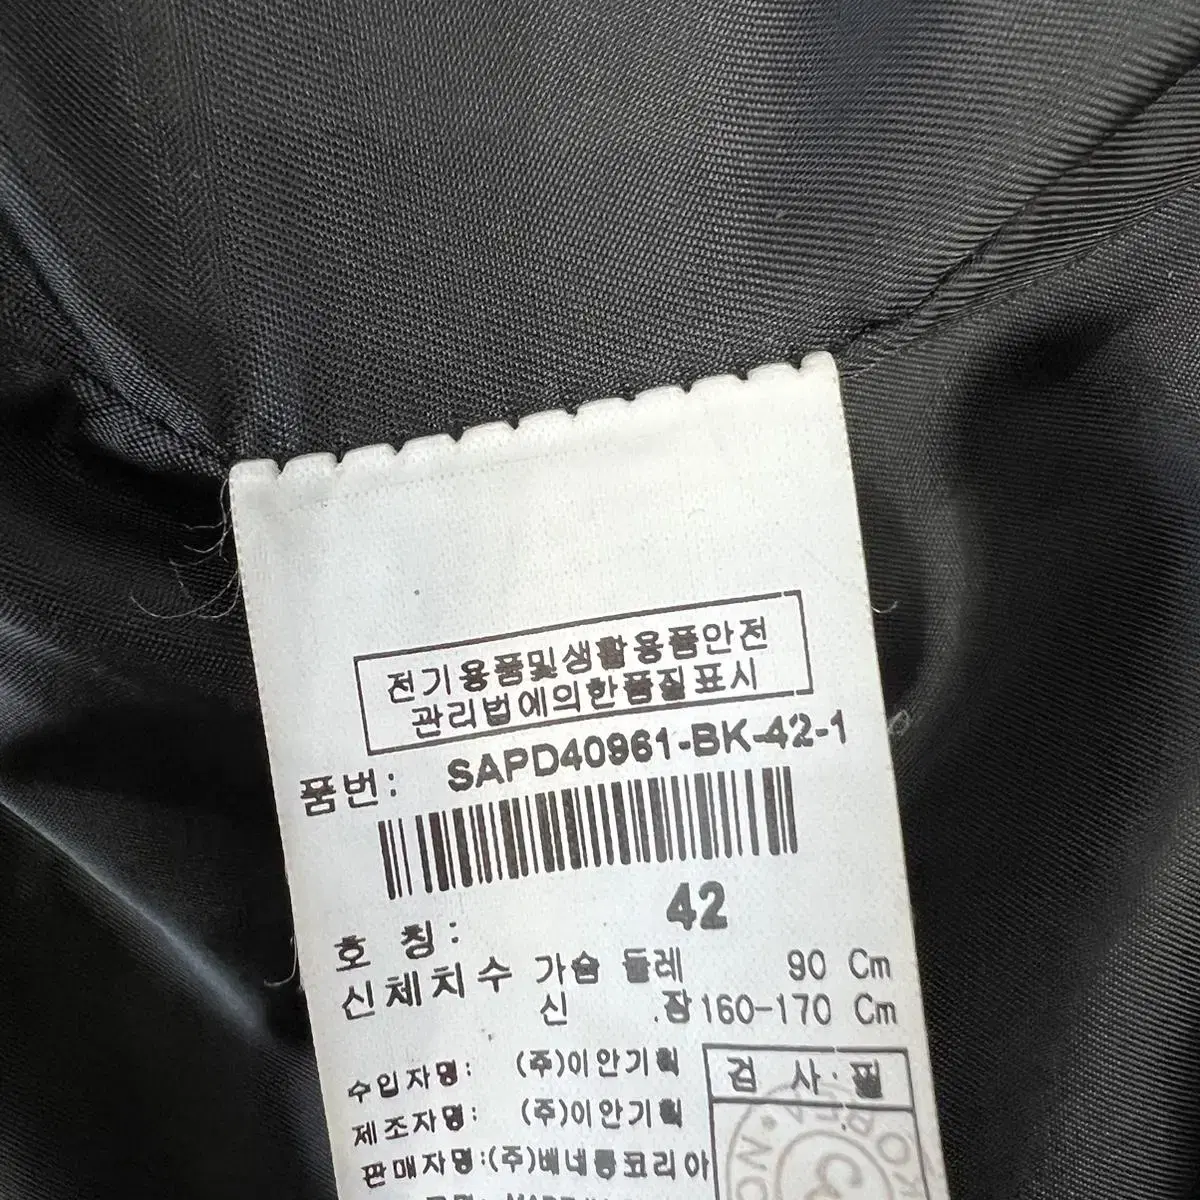 전기용품및생활용품안전
관리법에의한품질표시
품번: SAPD40961-BK-42-1
호 칭: 42
신체치수 가슴 둘레 90 Cm
신 .장 160-170 Cm
수입자명: (주)이안기획
제조자명: (주)이안기획
판매자명:(주)베네통코리아
검 사·필